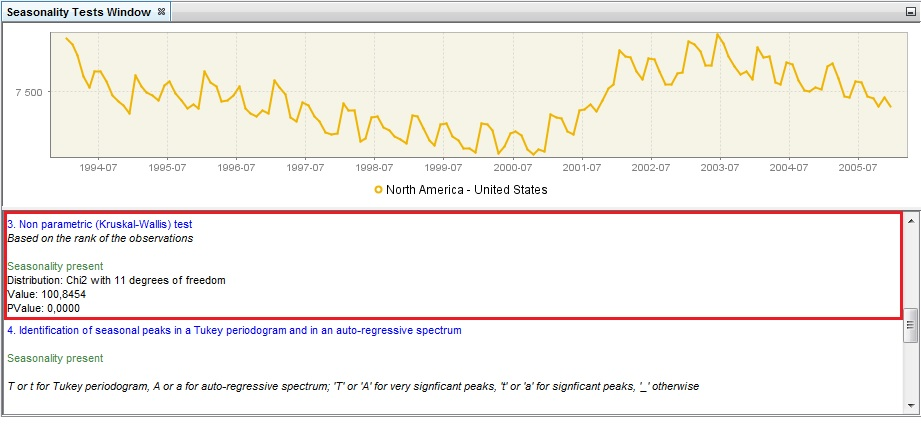 Seasonality Tests Window
7 500
1994-07 1995-07 1996-07 1997-07 1998-07 1999-07 2000-07 2001-07 2002-07 2003-07 2004-07 2005-07
North America - United States
3. Non parametric (Kruskal-Wallis) test
Based on the rank of the observations
Seasonality present
Distribution: Chi2 with 11 degrees of freedom
Value: 100,8454
PValue: 0,0000
4. Identification of seasonal peaks in a Tukey periodogram and in an auto-regressive spectrum
Seasonality present
T or t for Tukey periodogram, A or a for auto-regressive spectrum; 'T' or 'A' for very signficant peaks, 't' or 'a' for signficant peaks, '_' otherwise